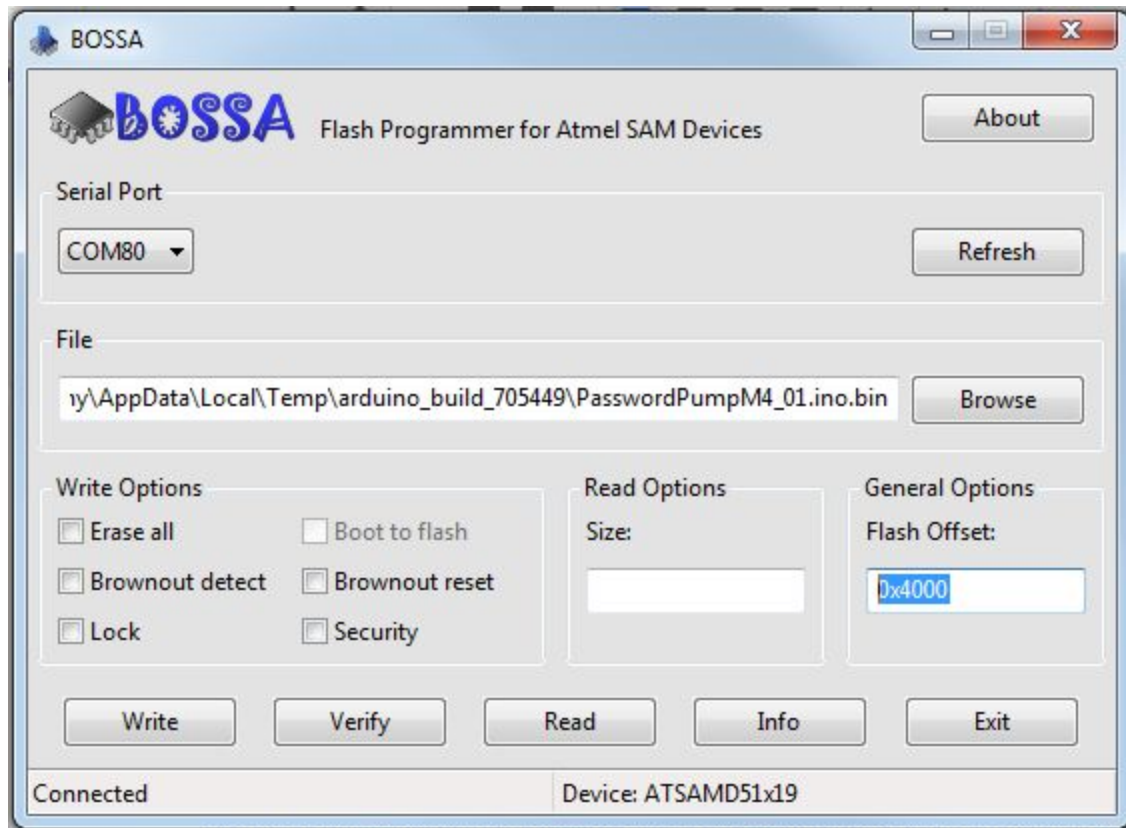 BOSSA
BOSSA Flash Programmer for Atmel SAM Devices About
Serial Port
COM80 Refresh
File
ny\AppData\Local\Temp\arduino_build_705449\PasswordPumpM4_01.ino.bin Browse
Write Options Read Options General Options
Erase all Boot to flash Size: Flash Offset:
Brownout detect Brownout reset 0x4000
Lock Security
Write Verify Read Info Exit
Connected Device: ATSAMD51x19